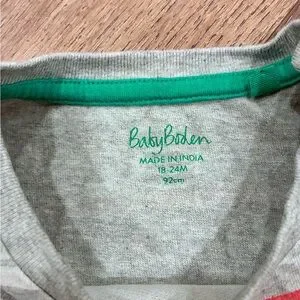 BabyBoden
MADE IN INDIA
18-24M
92cm